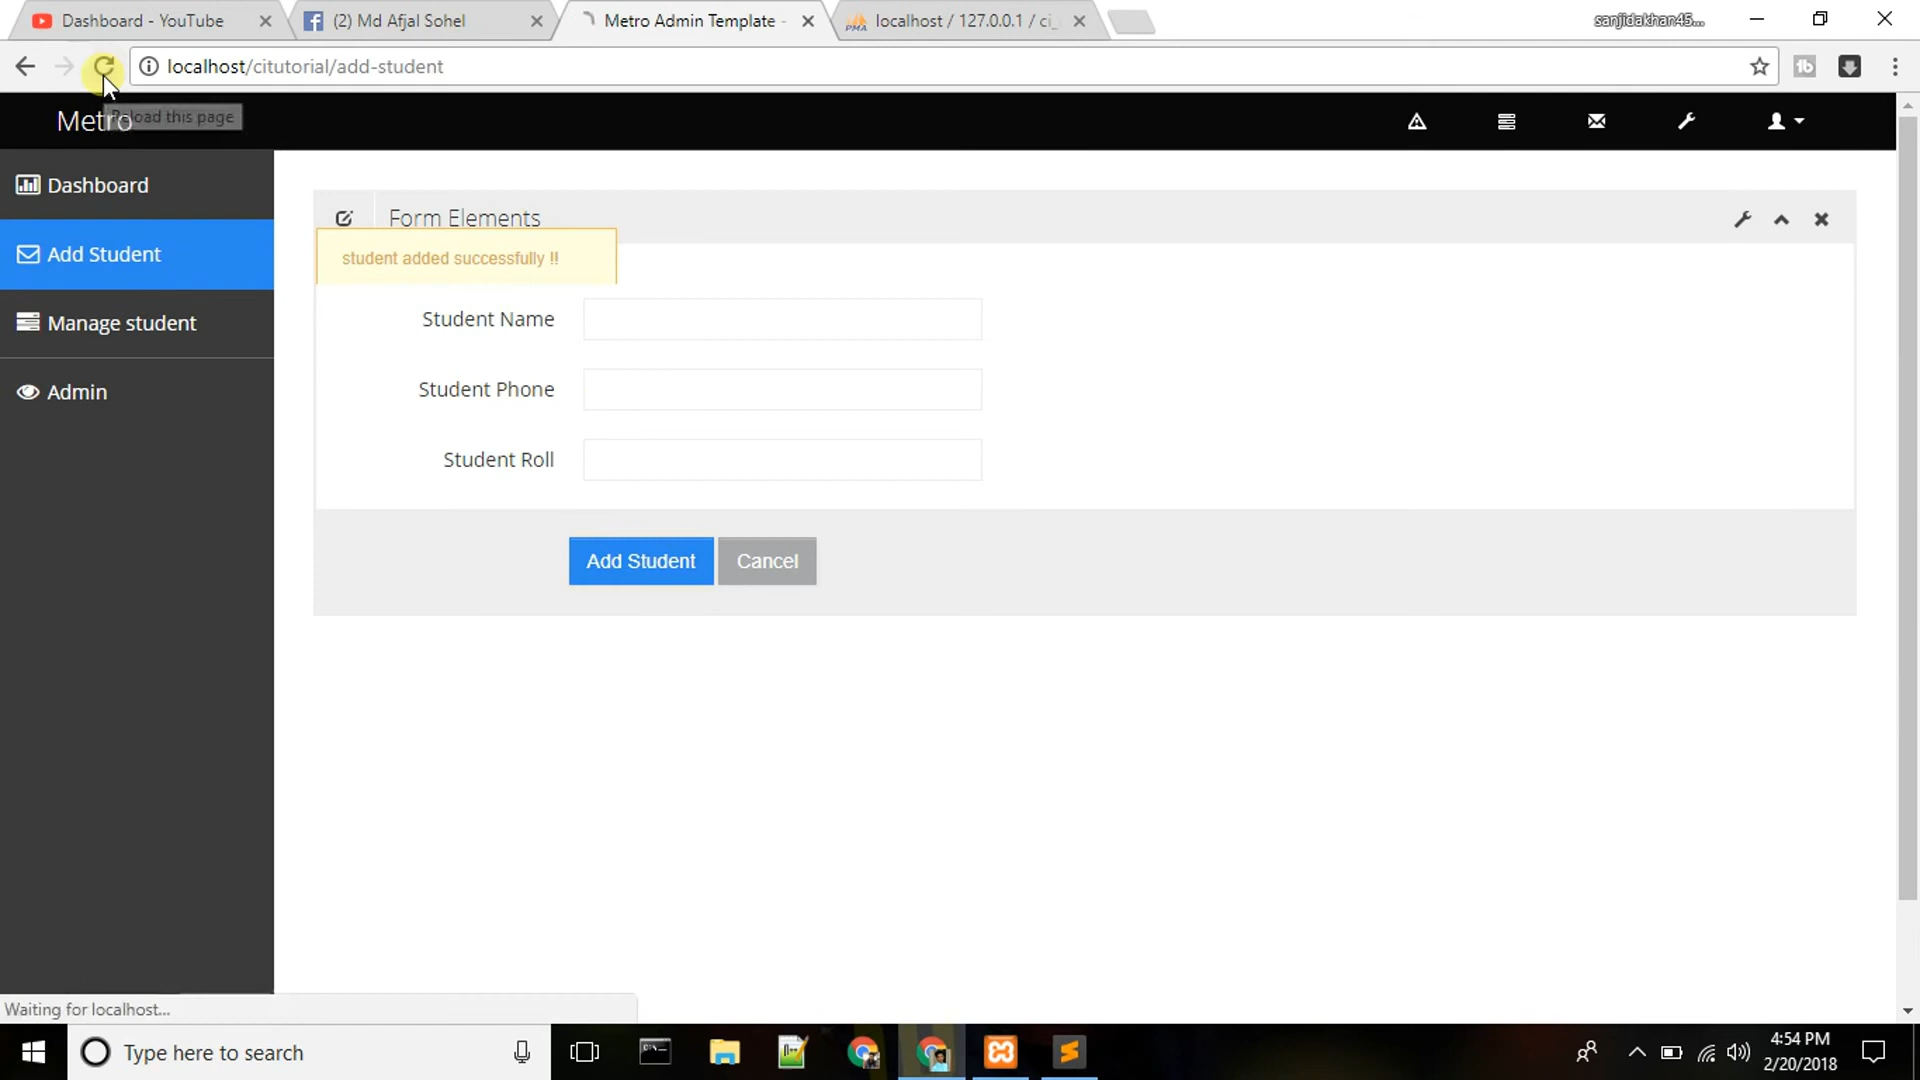 Dashboard - YouTube
(2) Md Afjal Sohel
Metro Admin Template -
localhost / 127.0.0.1 / ci_
sanjidakhan45...
localhost/citutorial/add-student
Metro
Reload this page
Dashboard
Add Student
Manage student
Admin
Form Elements
student added successfully !!
Student Name
Student Phone
Student Roll
Add Student
Cancel
Waiting for localhost...
Type here to search
4:54 PM
2/20/2018